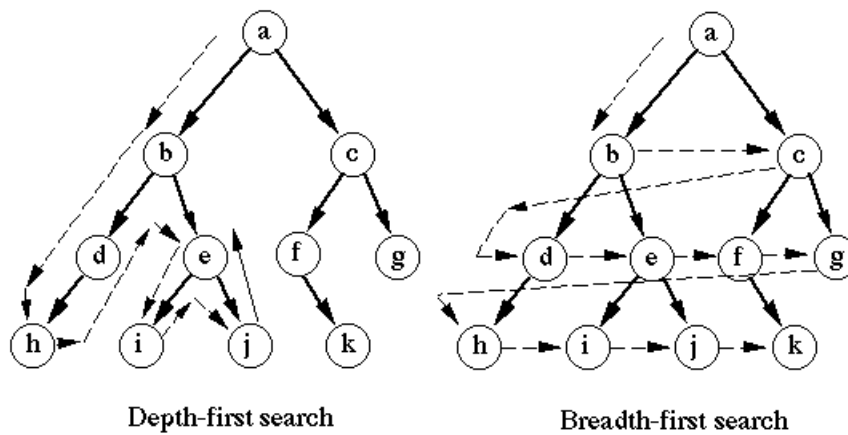 a a
b c b c
d e f g d e f g
h i j k h i j k
Depth-first search Breadth-first search